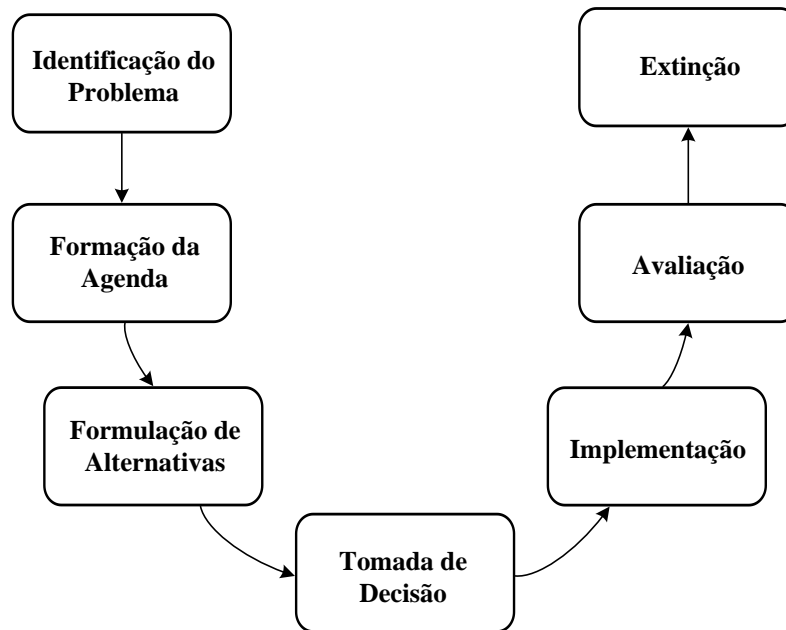 Identificação do
Problema
Formação da
Agenda
Formulação de
Alternativas
Tomada de
Decisão
Implementação
Avaliação
Extinção